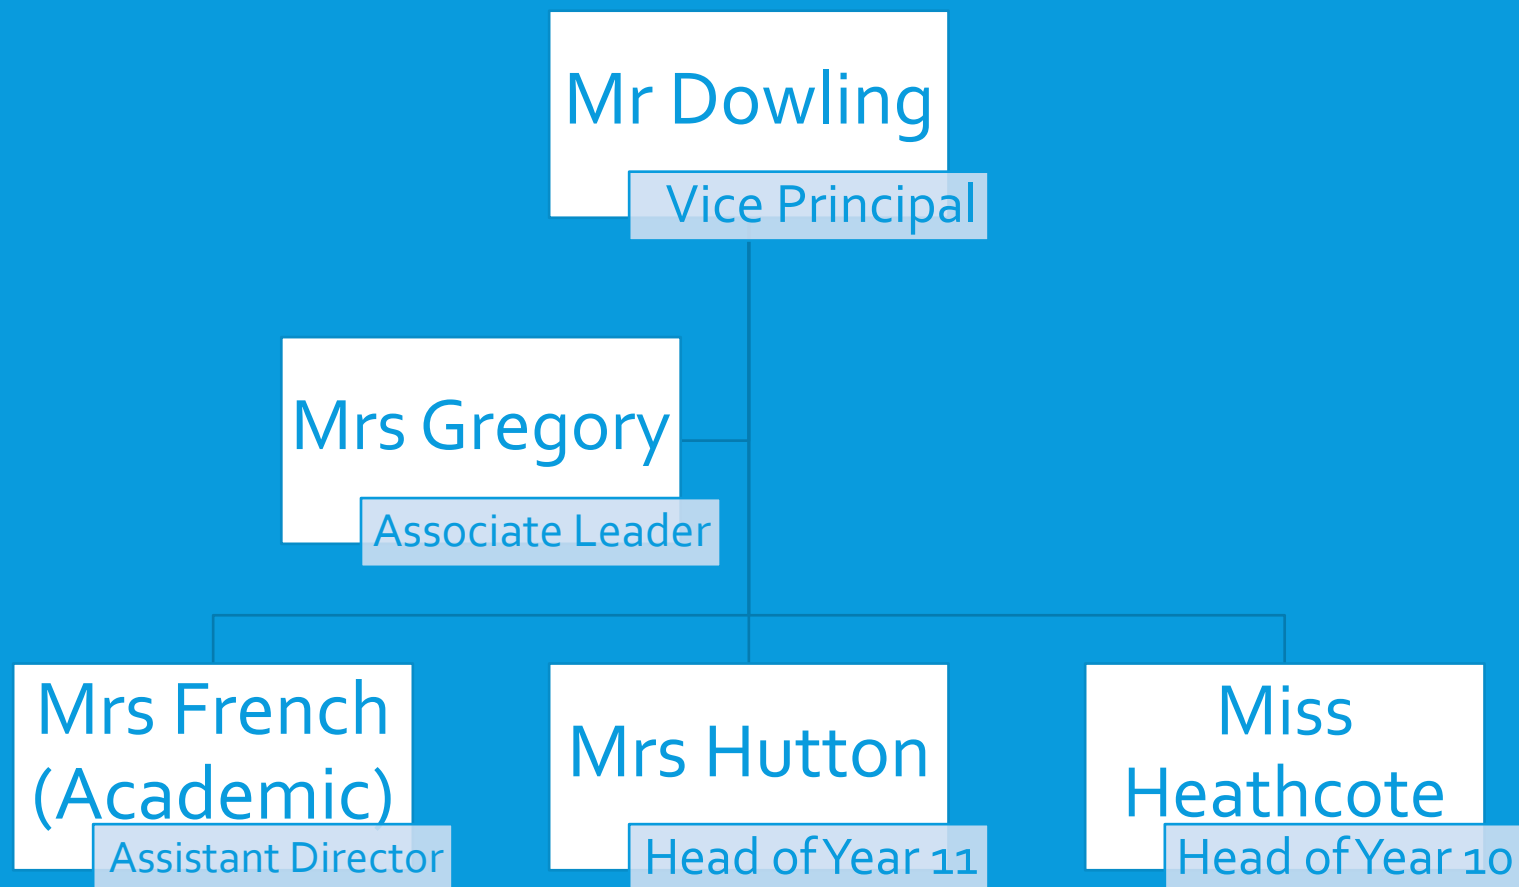 Mr Dowling
Vice Principal
Mrs Gregory
Associate Leader
Mrs French
(Academic)
Assistant Director
Mrs Hutton
Head of Year 11
Miss
Heathcote
Head of Year 10